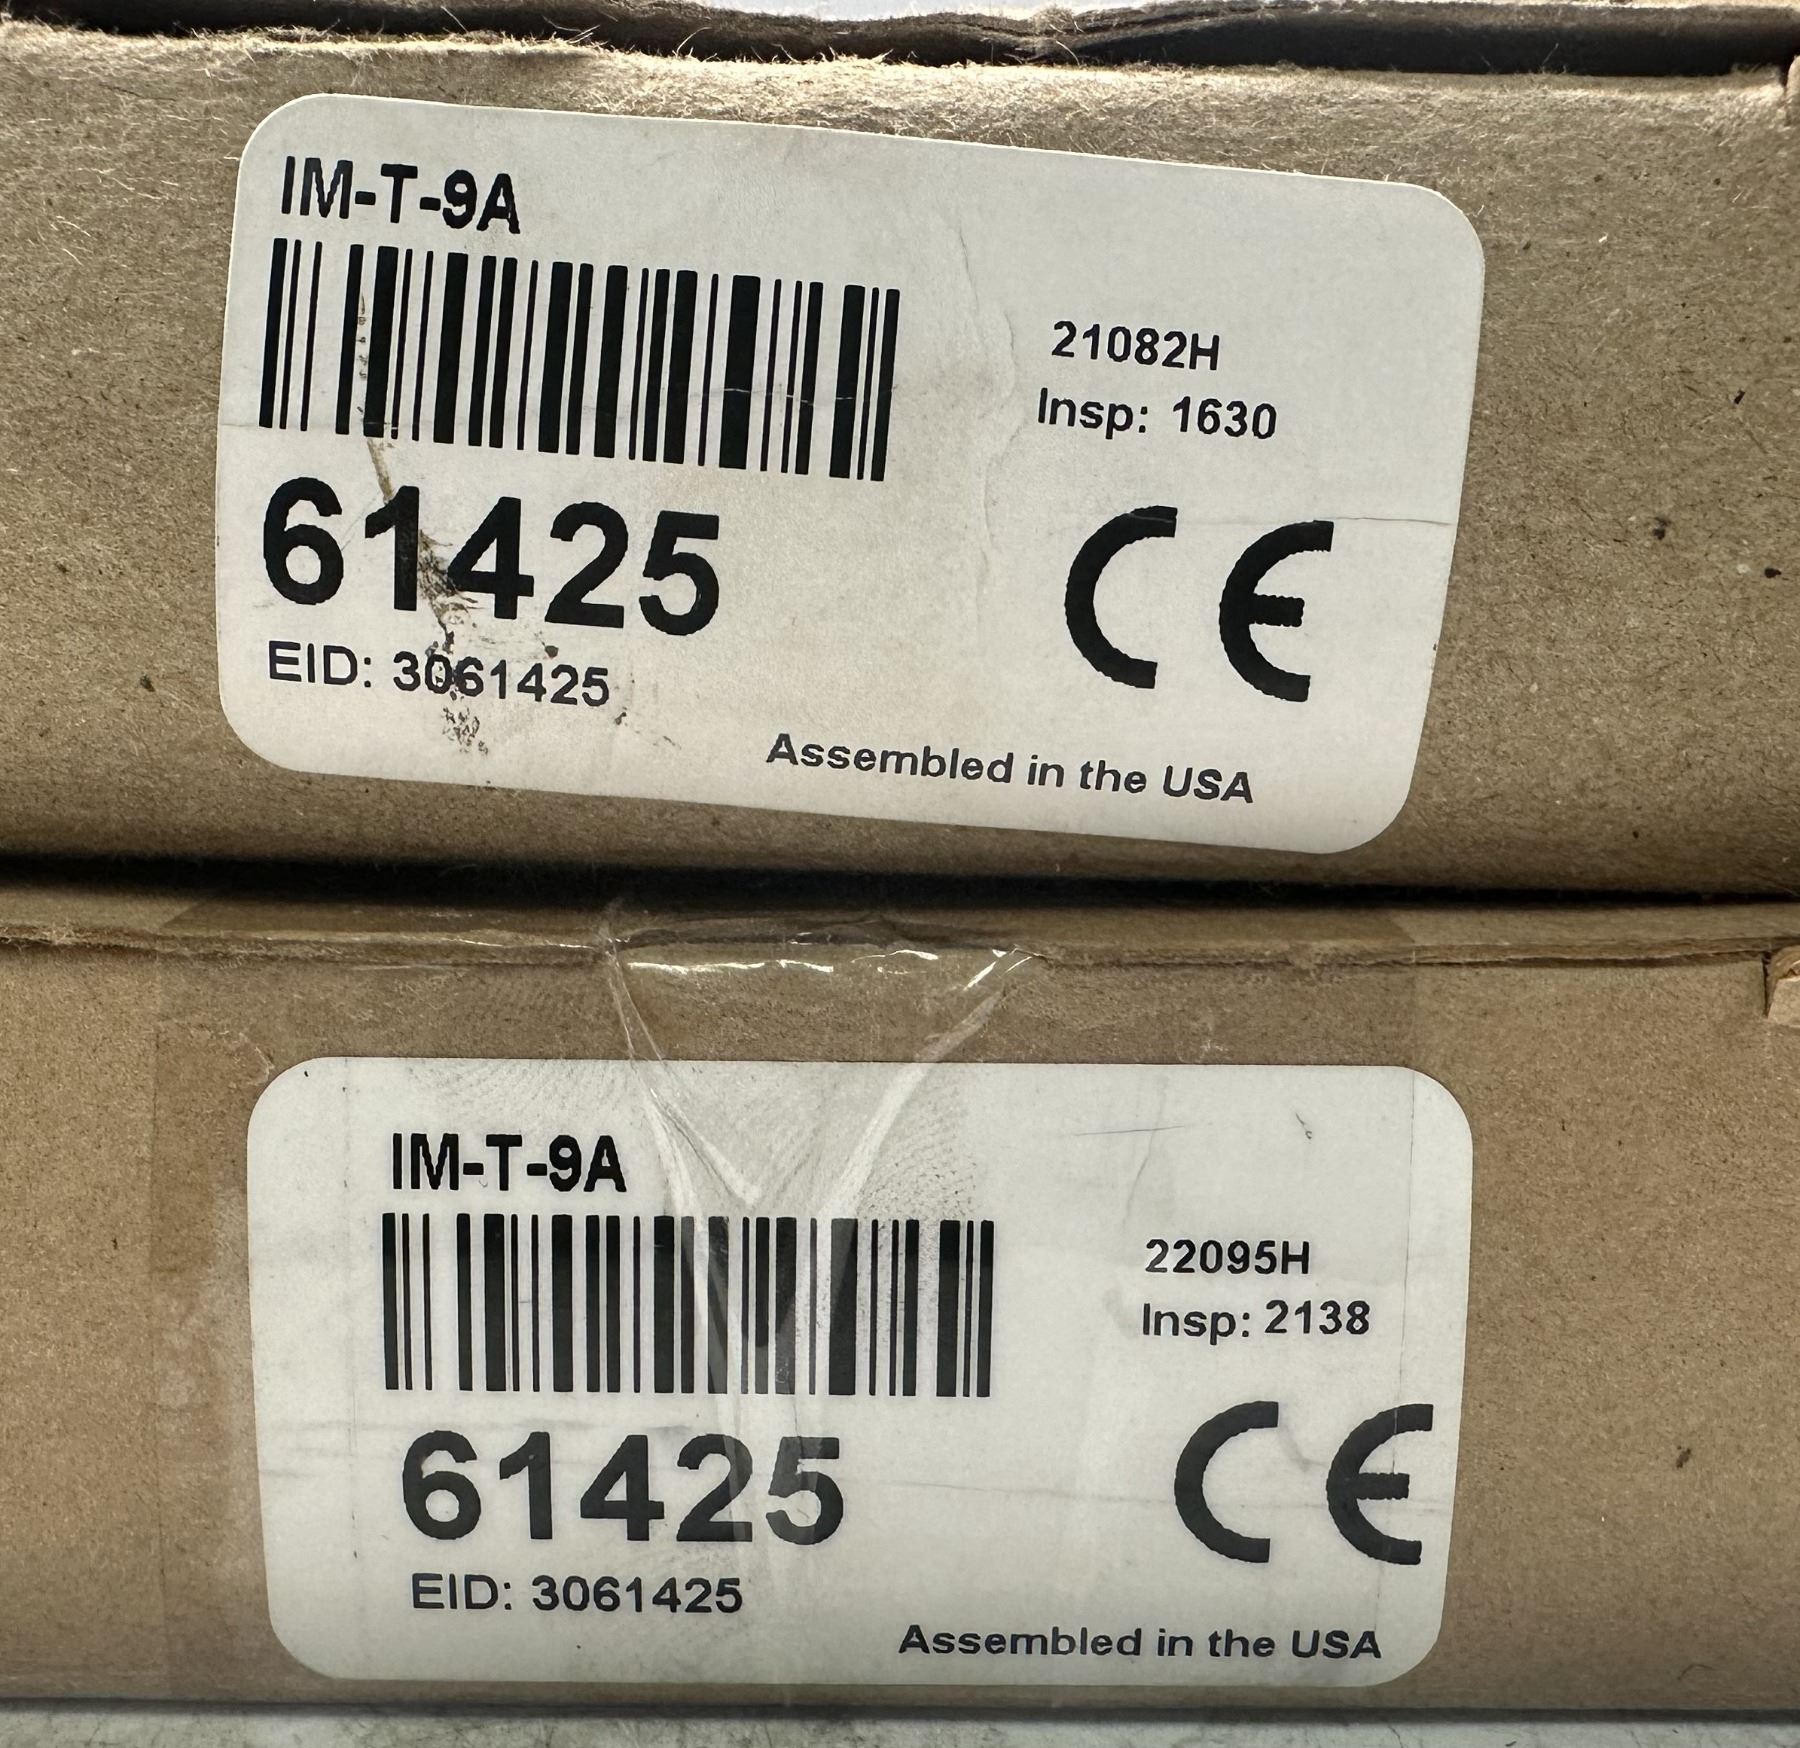 IM-T-9A
21082H
Insp: 1630
61425
CE
EID: 3061425
Assembled in the USA
IM-T-9A
22095H
Insp: 2138
61425
CE
EID: 3061425
Assembled in the USA